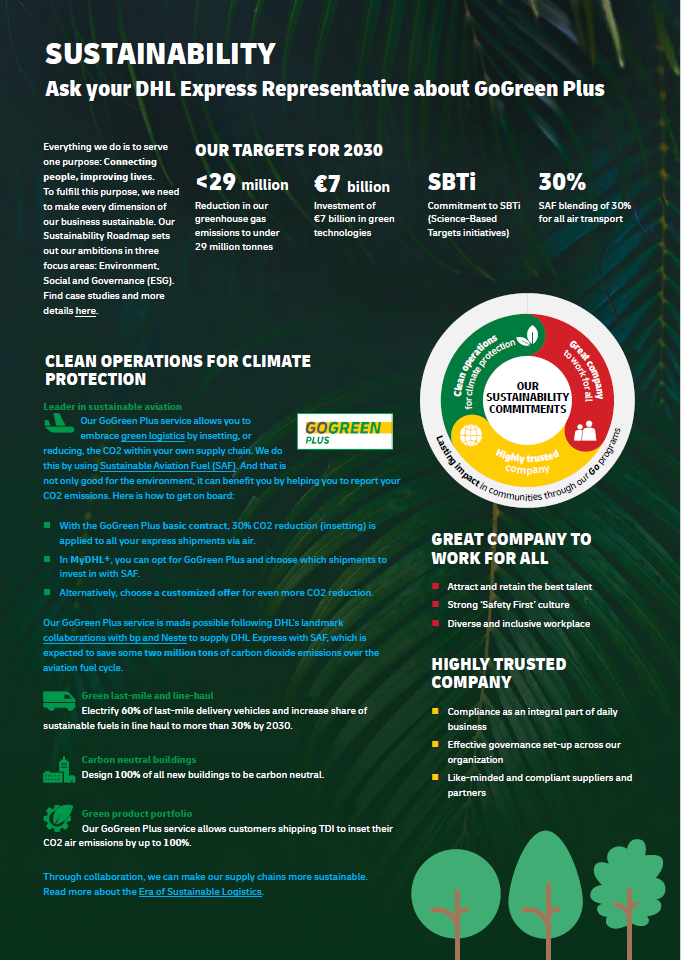 SUSTAINABILITY
Ask your DHL Express Representative about GoGreen Plus
Everything we do is to serve
one purpose: Connecting
people, improving lives.
To fulfill this purpose, we need
to make every dimension of
our business sustainable. Our
Sustainability Roadmap sets
out our ambitions in three
focus areas: Environment,
Social and Governance (ESG).
Find case studies and more
details here.
OUR TARGETS FOR 2030
<29 million
Reduction in our
greenhouse gas
emissions to under
29 million tonnes
€7 billion
Investment of
€7 billion in green
technologies
SBTi
Commitment to SBTi
(Science-Based
Targets initiatives)
30%
SAF blending of 30%
for all air transport
CLEAN OPERATIONS FOR CLIMATE
PROTECTION
Leader in sustainable aviation
Our GoGreen Plus service allows you to
embrace green logistics by insetting, or
reducing, the CO2 within your own supply chain. We do
this by using Sustainable Aviation Fuel (SAF). And that is
not only good for the environment, it can benefit you by helping you to report your
CO2 emissions. Here is how to get on board:
GOGREEN
PLUS
With the GoGreen Plus basic contract, 30% CO2 reduction (insetting) is
applied to all your express shipments via air.
In MyDHL+, you can opt for GoGreen Plus and choose which shipments to
invest in with SAF.
Alternatively, choose a customized offer for even more CO2 reduction.
Our GoGreen Plus service is made possible following DHL's landmark
collaborations with bp and Neste to supply DHL Express with SAF, which is
expected to save some two million tons of carbon dioxide emissions over the
aviation fuel cycle.
Green last-mile and line-haul
Electrify 60% of last-mile delivery vehicles and increase share of
sustainable fuels in line haul to more than 30% by 2030.
Carbon neutral buildings
Design 100% of all new buildings to be carbon neutral.
Green product portfolio
Our GoGreen Plus service allows customers shipping TDI to inset their
CO2 air emissions by up to 100%.
Through collaboration, we can make our supply chains more sustainable.
Read more about the Era of Sustainable Logistics.
Clean operations
for climate protection
Great company
to work for all
OUR
SUSTAINABILITY
COMMITMENTS
Highly trusted
company
Lasting impact in communities through our Go programs
GREAT COMPANY TO
WORK FOR ALL
Attract and retain the best talent
Strong 'Safety First' culture
Diverse and inclusive workplace
HIGHLY TRUSTED
COMPANY
Compliance as an integral part of daily
business
Effective governance set-up across our
organization
Like-minded and compliant suppliers and
partners